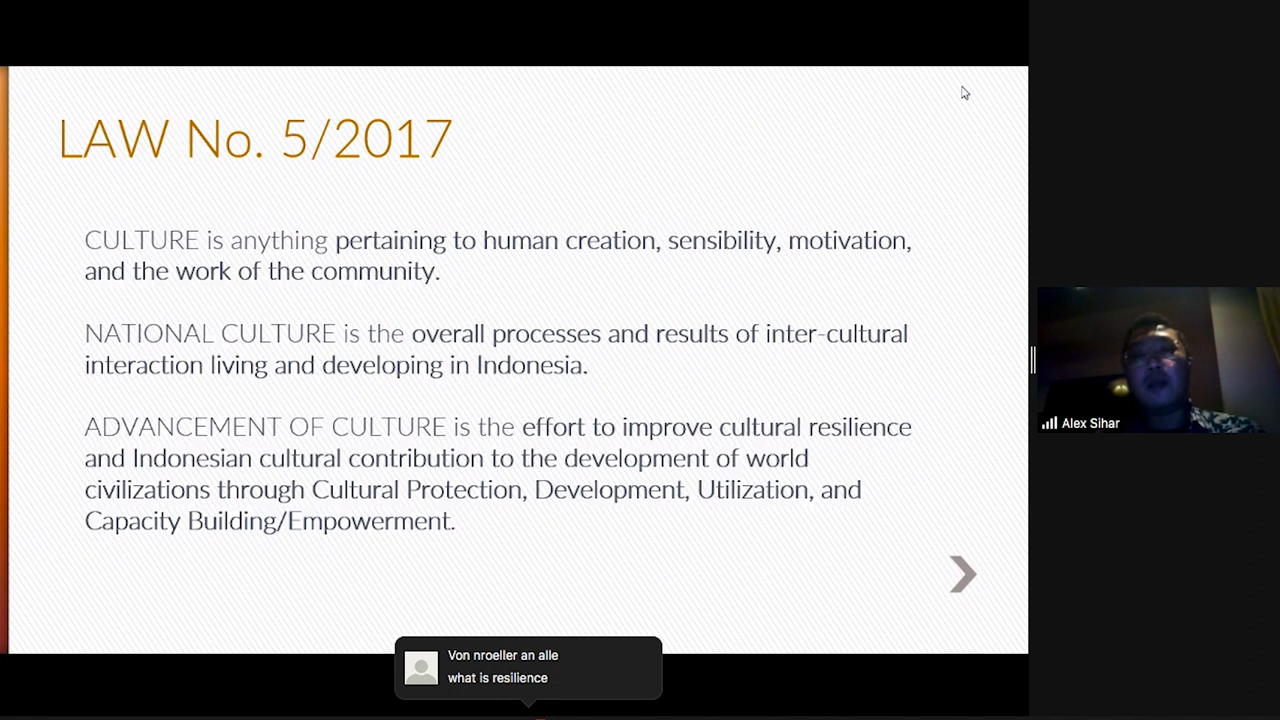 LAW No. 5/2017
CULTURE is anything pertaining to human creation, sensibility, motivation,
and the work of the community.
NATIONAL CULTURE is the overall processes and results of inter-cultural
interaction living and developing in Indonesia.
ADVANCEMENT OF CULTURE is the effort to improve cultural resilience
and Indonesian cultural contribution to the development of world
civilizations through Cultural Protection, Development, Utilization, and
Capacity Building/Empowerment.
Alex Sihar
Von nroeller an alle
what is resilience